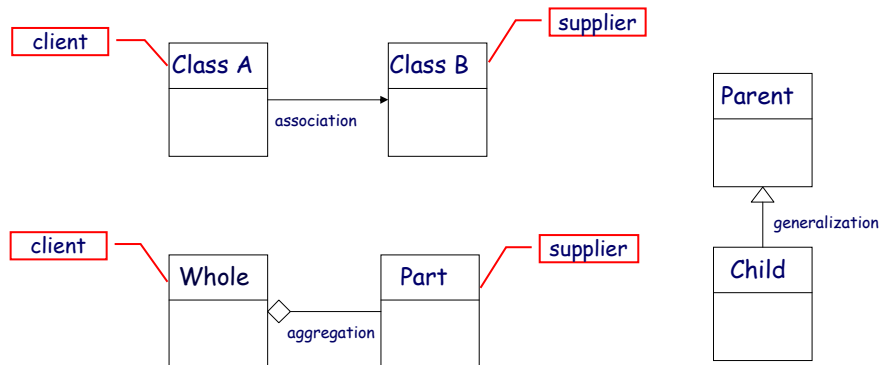 client
supplier
Class A
Class B
association
Parent
generalization
Child
client
supplier
Whole
Part
aggregation